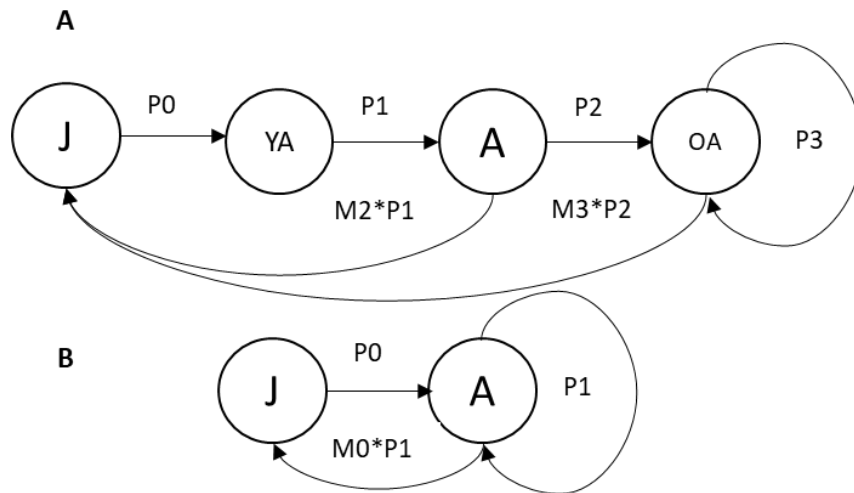 A
P0 P1 P2
J YA A OA P3
M2*P1 M3*P2
B
P0
J A P1
M0*P1